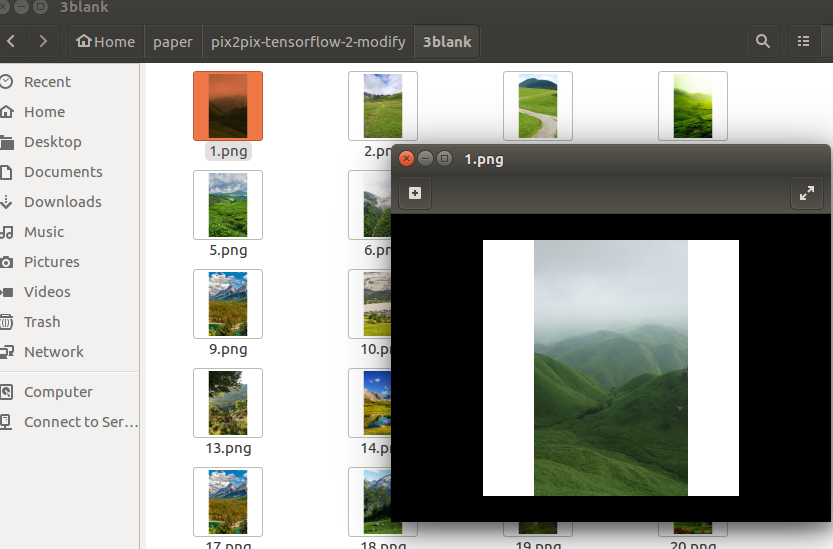 3blank
Home
paper
pix2pix-tensorflow-2-modify
3blank
Recent
Home
Desktop
Documents
Downloads
Music
Pictures
Videos
Trash
Network
Computer
Connect to Ser…
1.png
2.pn
5.png
6.pn
9.png
10.p
13.png
14.p
17.png
18.png
19.png
20.png
1.png